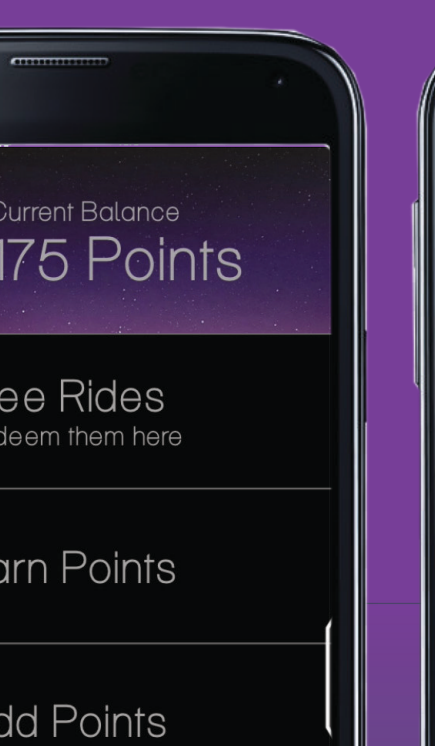 Current Balance
175 Points
ee Rides
deem them here
arn Points
dd Points